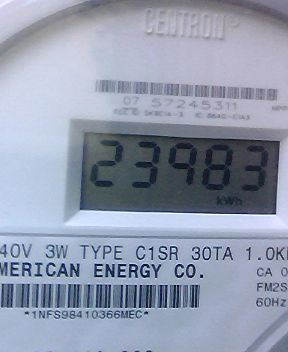 CENTRON®
07 57245311
23983
kWh
40V 3W TYPE C1SR 30TA 1.0K
MERICAN ENERGY CO.
CA 0
FM2S
60Hz
*1NFS98410366MEC*